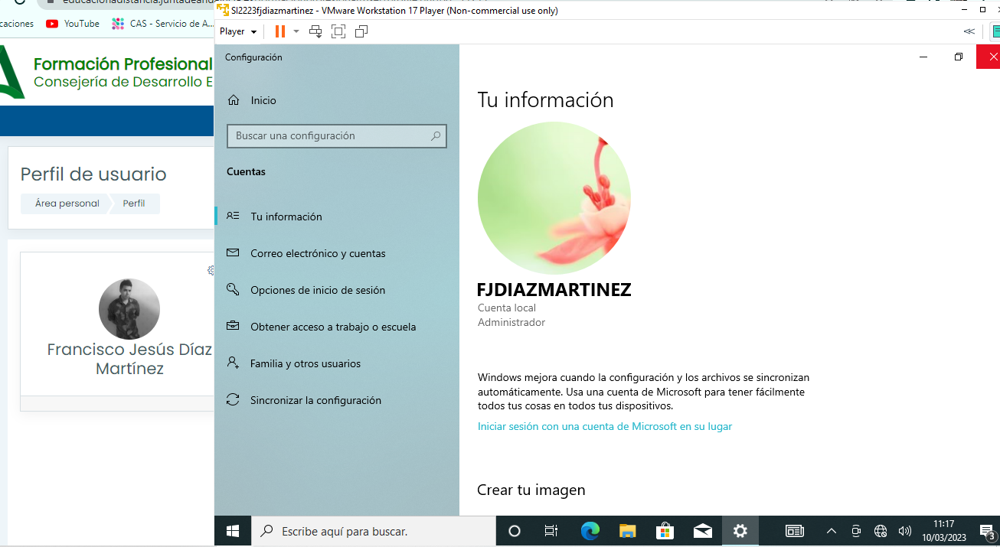 SI2223fjdiazmartinez - VMware Workstation 17 Player (Non-commercial use only)
YouTube
CAS - Servicio de A...
Player
Formación Profesional
Consejería de Desarrollo E
Perfil de usuario
Área personal
Perfil
Francisco Jesús Díaz
Martínez
Configuración
Inicio
Buscar una configuración
Cuentas
Tu información
Correo electrónico y cuentas
Opciones de inicio de sesión
Obtener acceso a trabajo o escuela
Familia y otros usuarios
Sincronizar la configuración
Tu información
FJDIAZMARTINEZ
Cuenta local
Administrador
Windows mejora cuando la configuración y los archivos se sincronizan
automáticamente. Usa una cuenta de Microsoft para tener fácilmente
todos tus cosas en todos tus dispositivos.
Iniciar sesión con una cuenta de Microsoft en su lugar
Crear tu imagen
Escribe aquí para buscar.
11:17
10/03/2023
3